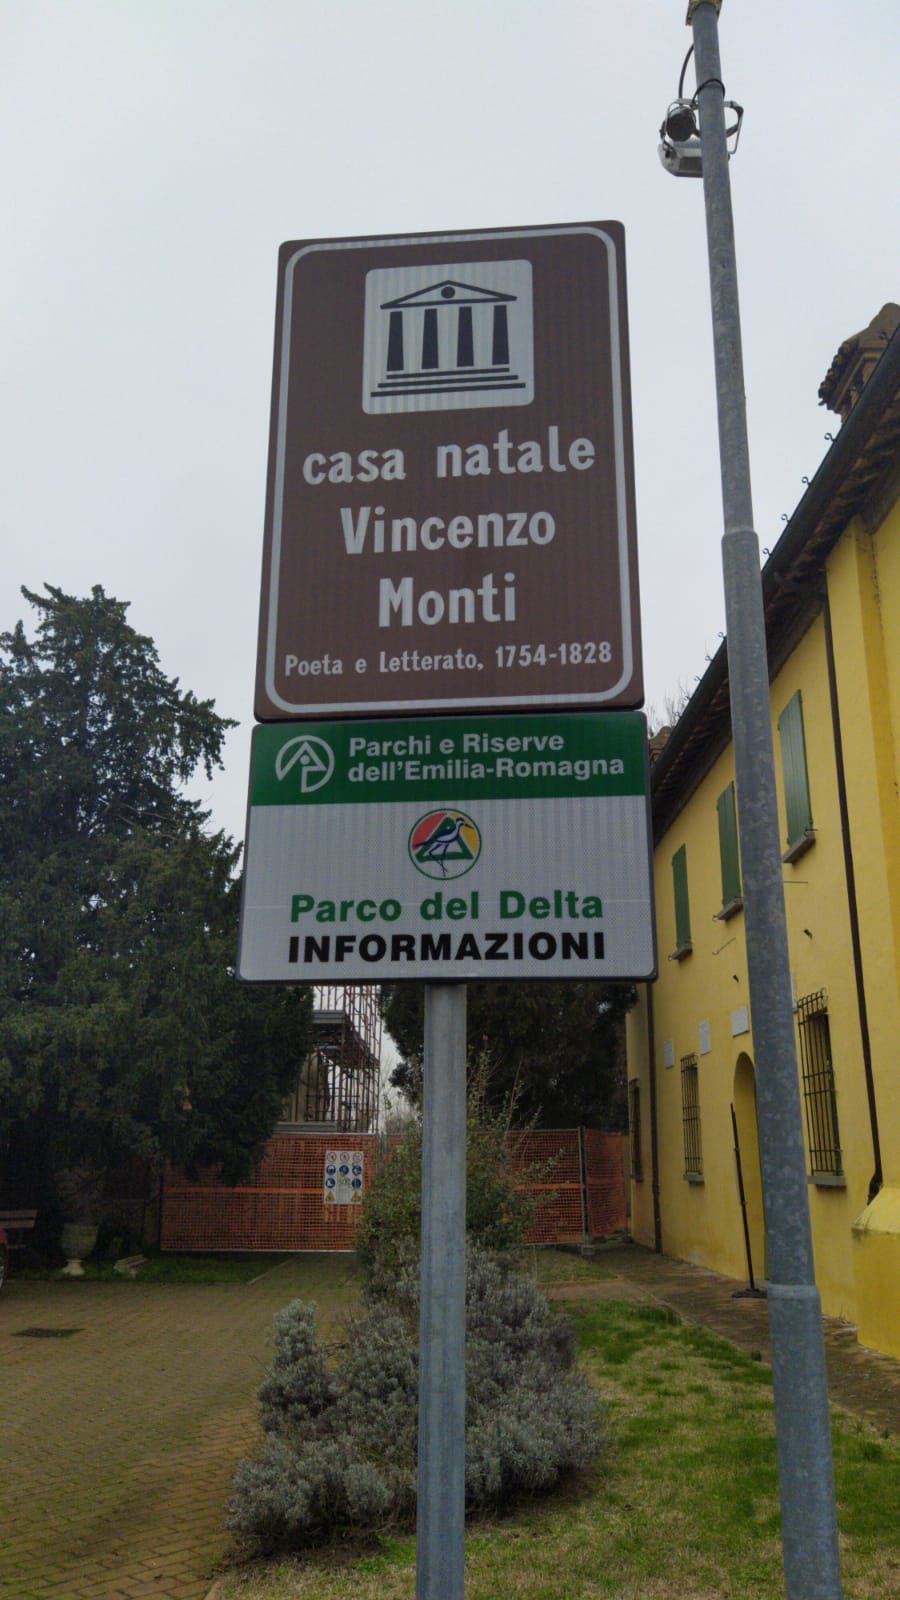 casa natale
Vincenzo
Monti
Poeta e Letterato, 1754-1828
Parchi e Riserve
dell'Emilia-Romagna
Parco del Delta
INFORMAZIONI